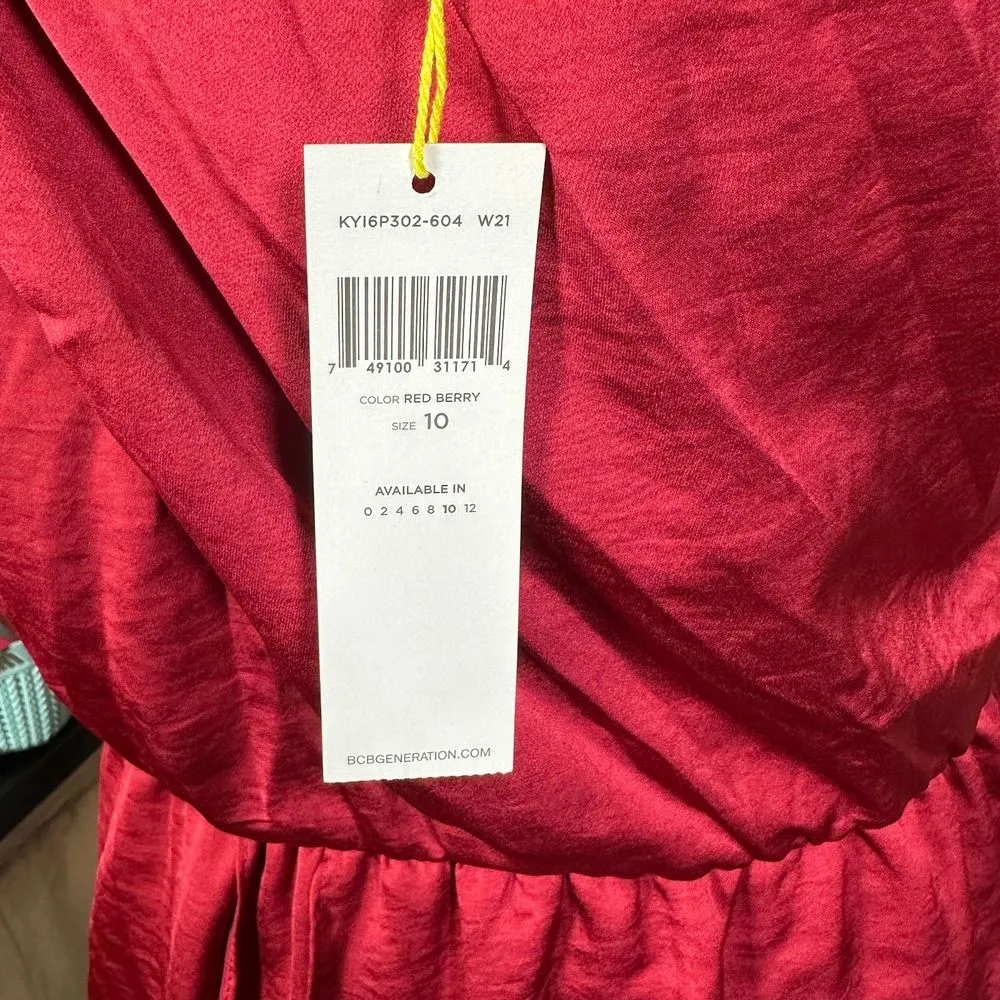 KYI6P302-604 W21
7 49100 31171 4
COLOR RED BERRY
SIZE 10
AVAILABLE IN
0 2 4 6 8 10 12
BCBGENERATION.COM